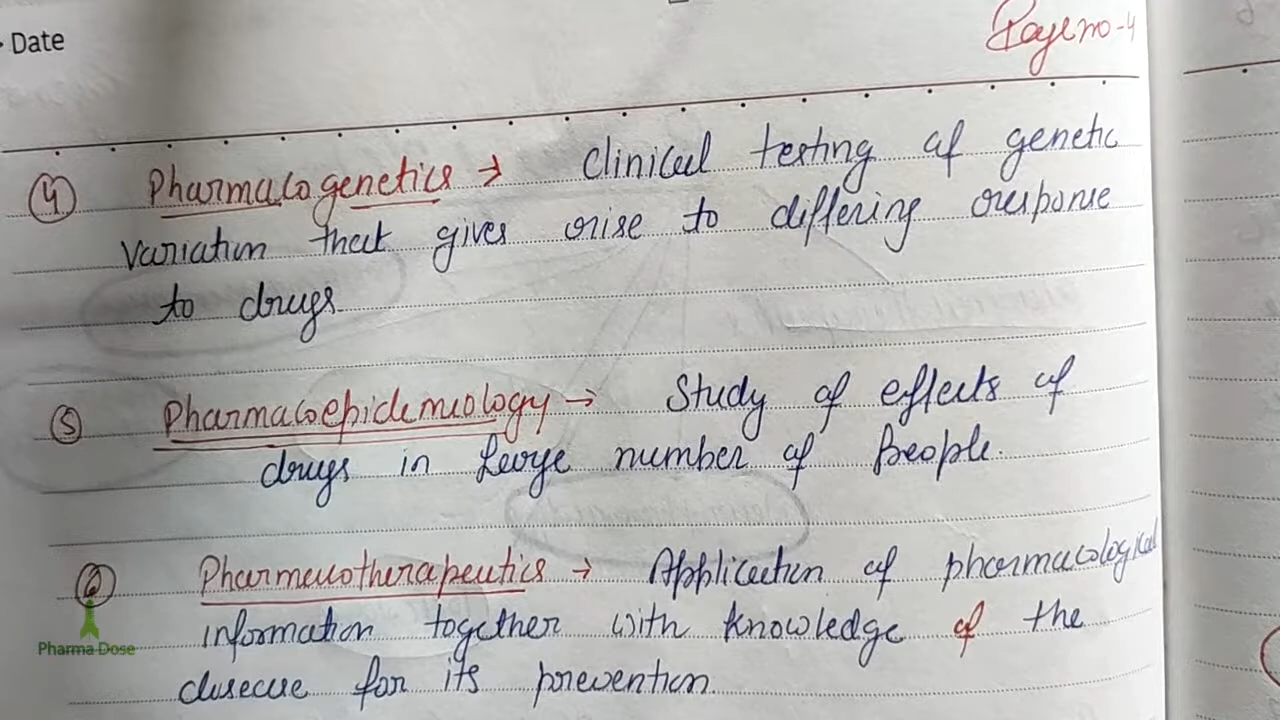 Date
Page no-4
④ Pharmacogenetics → Clinical testing of genetic
variation that gives rise to differing response
to drugs.
⑤ Pharmacoepidemiology → Study of effects of
drugs in Large number of People.
⑥ Pharmacotherapeutics → Application of pharmacological
information together with knowledge of the
disease for its prevention
Pharma Dose